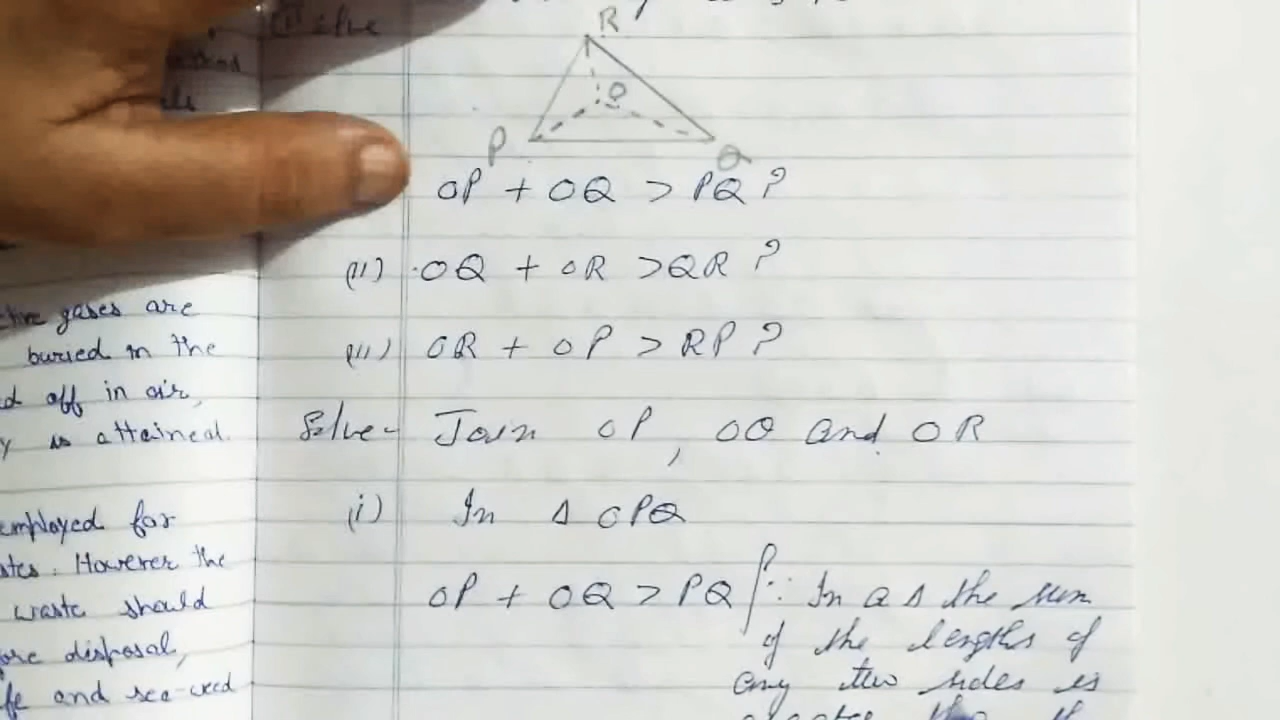 R
O
P
Q
OP + OQ > PQ ?
(ii) OQ + OR > QR ?
(iii) OR + OP > RP ?
Solve- Join OP, OQ and OR
(i) In Δ OPQ
OP + OQ > PQ [∵ In a Δ the sum
of the lengths of
any two sides is
gases are
buried in the
off in air,
is attained.
employed for
However the
waste should
disposal,
and sea-weed